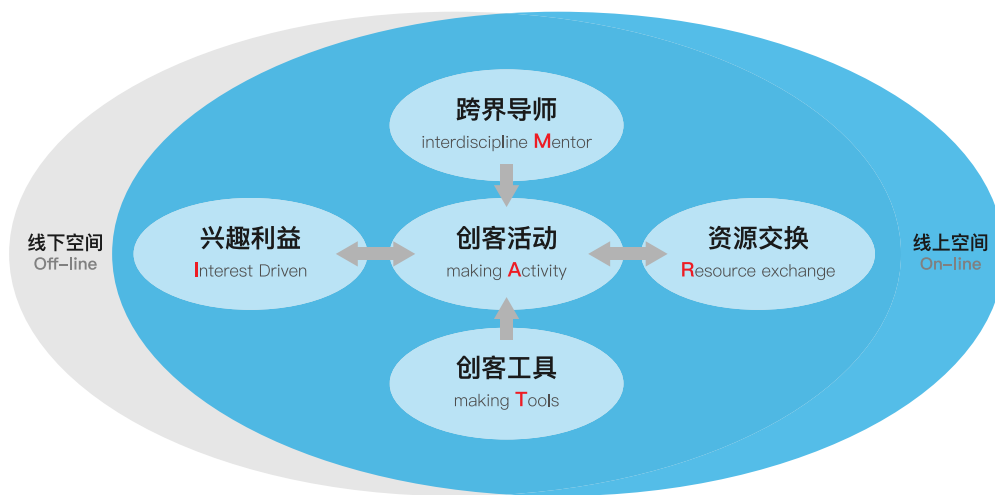 跨界导师
interdiscipline Mentor
线下空间
Off-line
兴趣利益
Interest Driven
创客活动
making Activity
资源交换
Resource exchange
线上空间
On-line
创客工具
making Tools